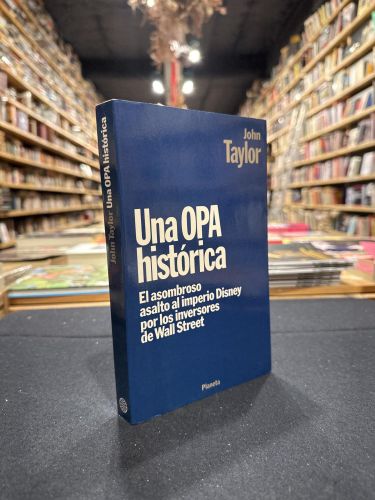 John
Taylor
Una OPA
histórica
El asombroso
asalto al imperio Disney
por los inversores
de Wall Street
Planeta
John Taylor Una OPA histórica